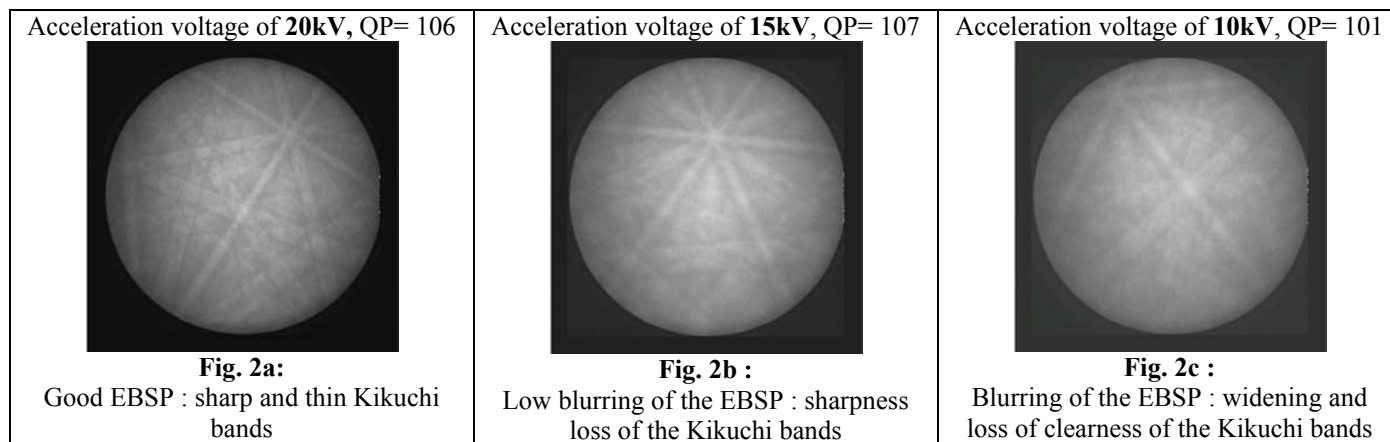 Acceleration voltage of 20kV, QP= 106
Acceleration voltage of 15kV, QP= 107
Acceleration voltage of 10kV, QP= 101
Fig. 2a:
Good EBSP : sharp and thin Kikuchi
bands
Fig. 2b :
Low blurring of the EBSP : sharpness
loss of the Kikuchi bands
Fig. 2c :
Blurring of the EBSP : widening and
loss of clearness of the Kikuchi bands